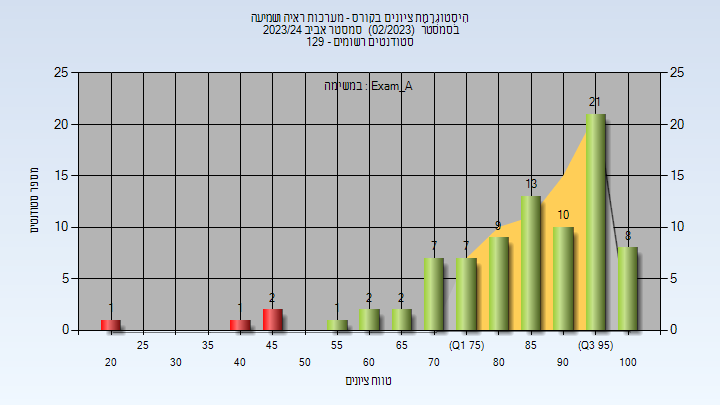 היסטוגרמת ציונים בקורס - מערכות ראיה ושמיעה
בסמסטר (02/2023) סמסטר אביב 2023/24
סטודנטים רשומים - 129
במשימה : Exam_A
מספר סטודנטים
25 25
20 20
15 15
10 10
5 5
0 0
1 1 2 1 2 2 7 7 9 13 10 21 8
25 35 45 55 65 (Q1 75) 85 (Q3 95)
20 30 40 50 60 70 80 90 100
טווח ציונים